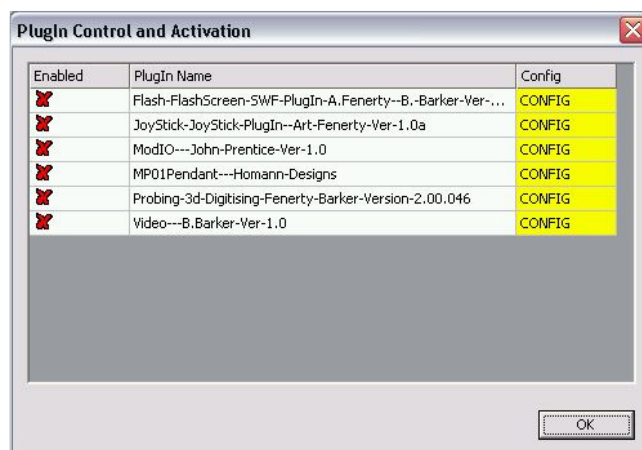 PlugIn Control and Activation
Enabled PlugIn Name Config
Flash-FlashScreen-SWF-PlugIn-A.Fenerty--B.-Barker-Ver-... CONFIG
JoyStick-JoyStick-PlugIn--Art-Fenerty-Ver-1.0a CONFIG
ModIO---John-Prentice-Ver-1.0 CONFIG
MP01Pendant---Homann-Designs CONFIG
Probing-3d-Digitising-Fenerty-Barker-Version-2.00.046 CONFIG
Video---B.Barker-Ver-1.0 CONFIG
OK